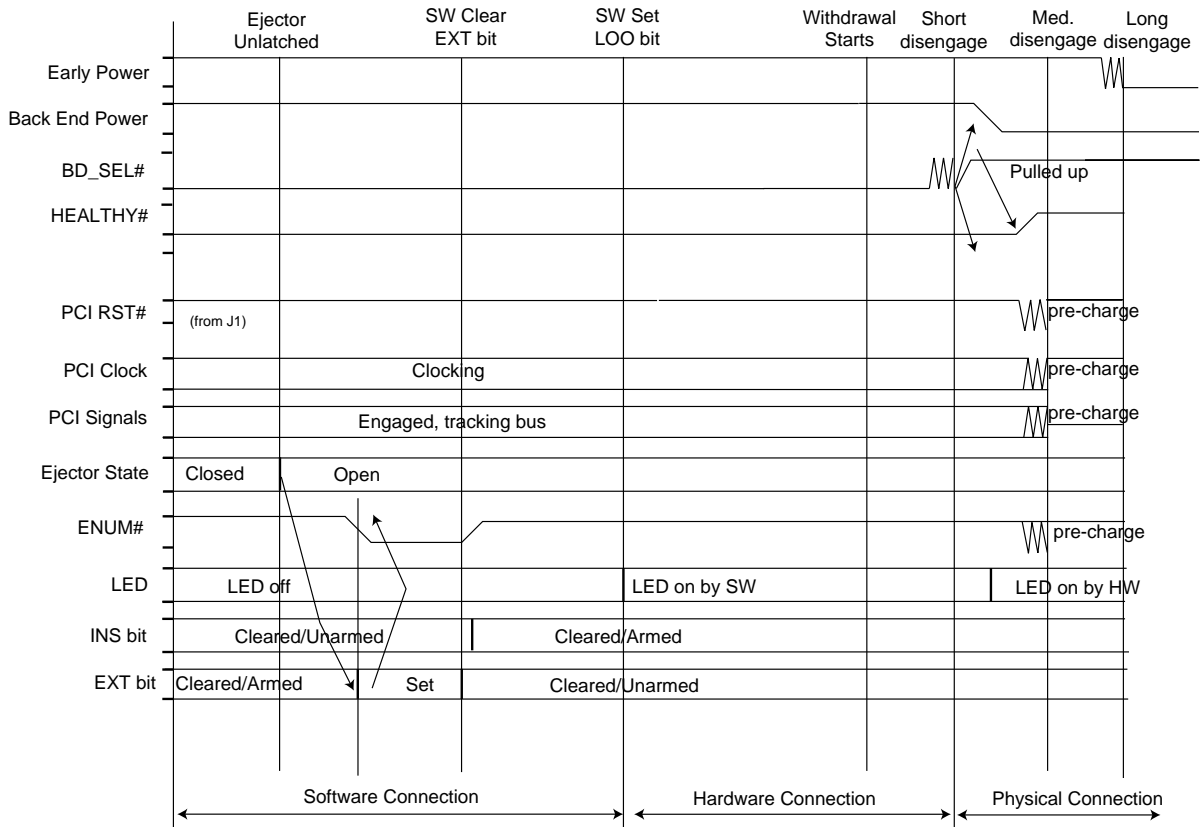 Ejector
Unlatched
SW Clear
EXT bit
SW Set
LOO bit
Withdrawal
Starts
Short
disengage
Med.
disengage
Long
disengage
Early Power
Back End Power
BD_SEL#
Pulled up
HEALTHY#
PCI RST#
(from J1)
pre-charge
PCI Clock
Clocking
pre-charge
PCI Signals
Engaged, tracking bus
pre-charge
Ejector State
Closed
Open
ENUM#
pre-charge
LED
LED off
LED on by SW
LED on by HW
INS bit
Cleared/Unarmed
Cleared/Armed
EXT bit
Cleared/Armed
Set
Cleared/Unarmed
Software Connection
Hardware Connection
Physical Connection